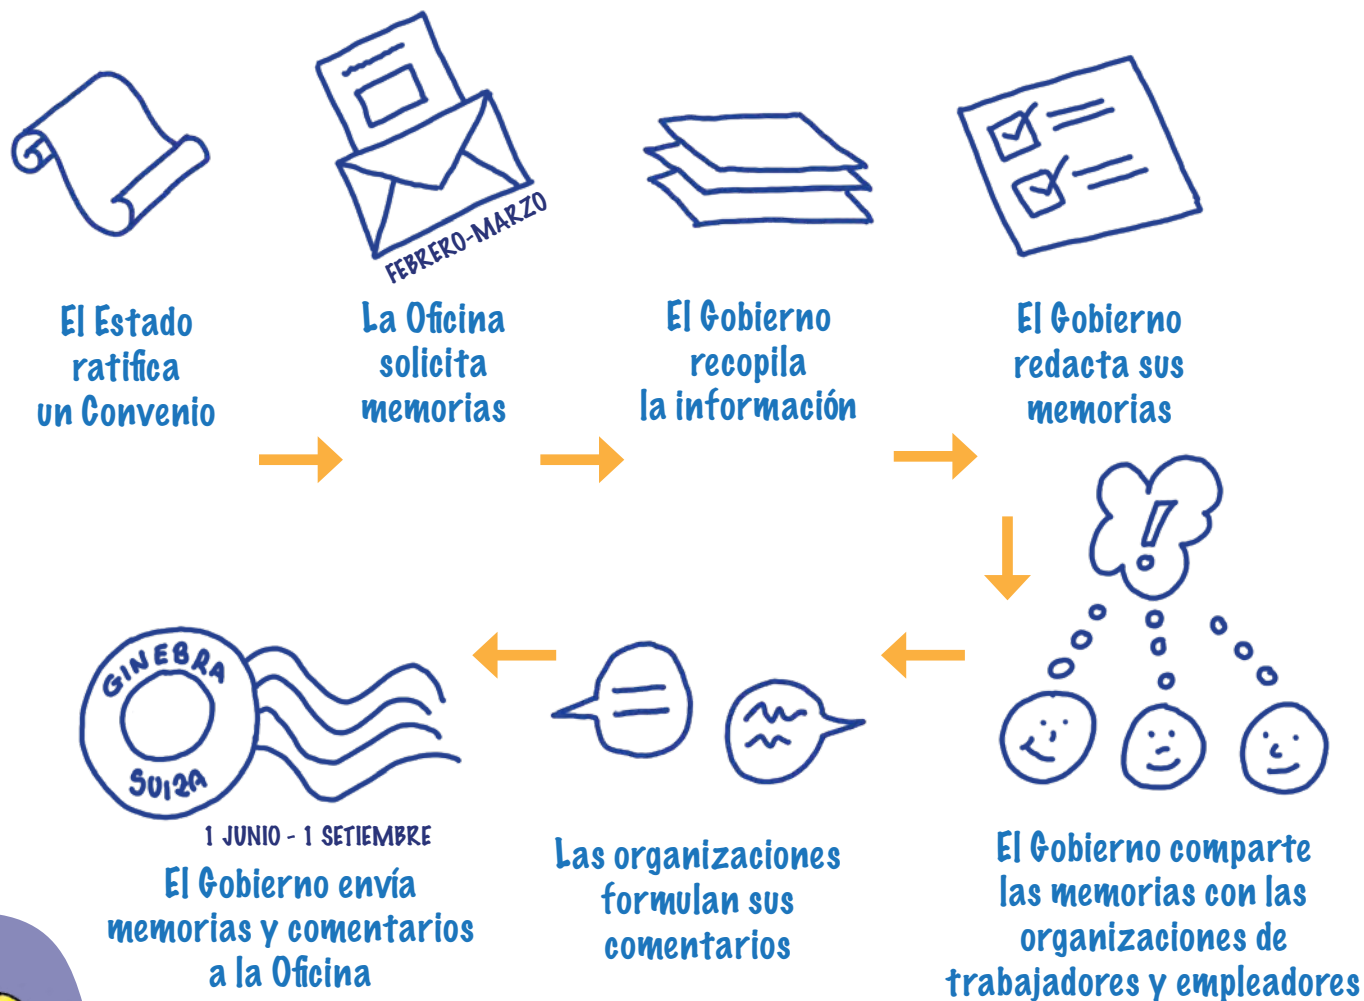 FEBRERO-MARZO
El Estado
ratifica
un Convenio
La Oficina
solicita
memorias
El Gobierno
recopila
la información
El Gobierno
redacta sus
memorias
!
GINEBRA
SUIZA
1 JUNIO - 1 SETIEMBRE
El Gobierno envía
memorias y comentarios
a la Oficina
Las organizaciones
formulan sus
comentarios
El Gobierno comparte
las memorias con las
organizaciones de
trabajadores y empleadores